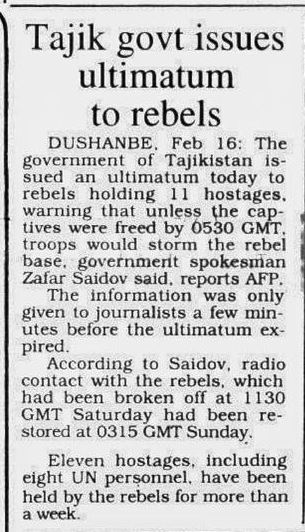 Tajik govt issues
ultimatum
to rebels
DUSHANBE, Feb 16: The
government of Tajikistan is-
sued an ultimatum today to
rebels holding 11 hostages,
warning that unless the cap-
tives were freed by 0530 GMT,
troops would storm the rebel
base, government spokesman
Zafar Saidov said, reports AFP.
The information was only
given to journalists a few min-
utes before the ultimatum ex-
pired.
According to Saidov, radio
contact with the rebels, which
had been broken off at 1130
GMT Saturday had been re-
stored at 0315 GMT Sunday.
Eleven hostages, including
eight UN personnel, have been
held by the rebels for more than
a week.